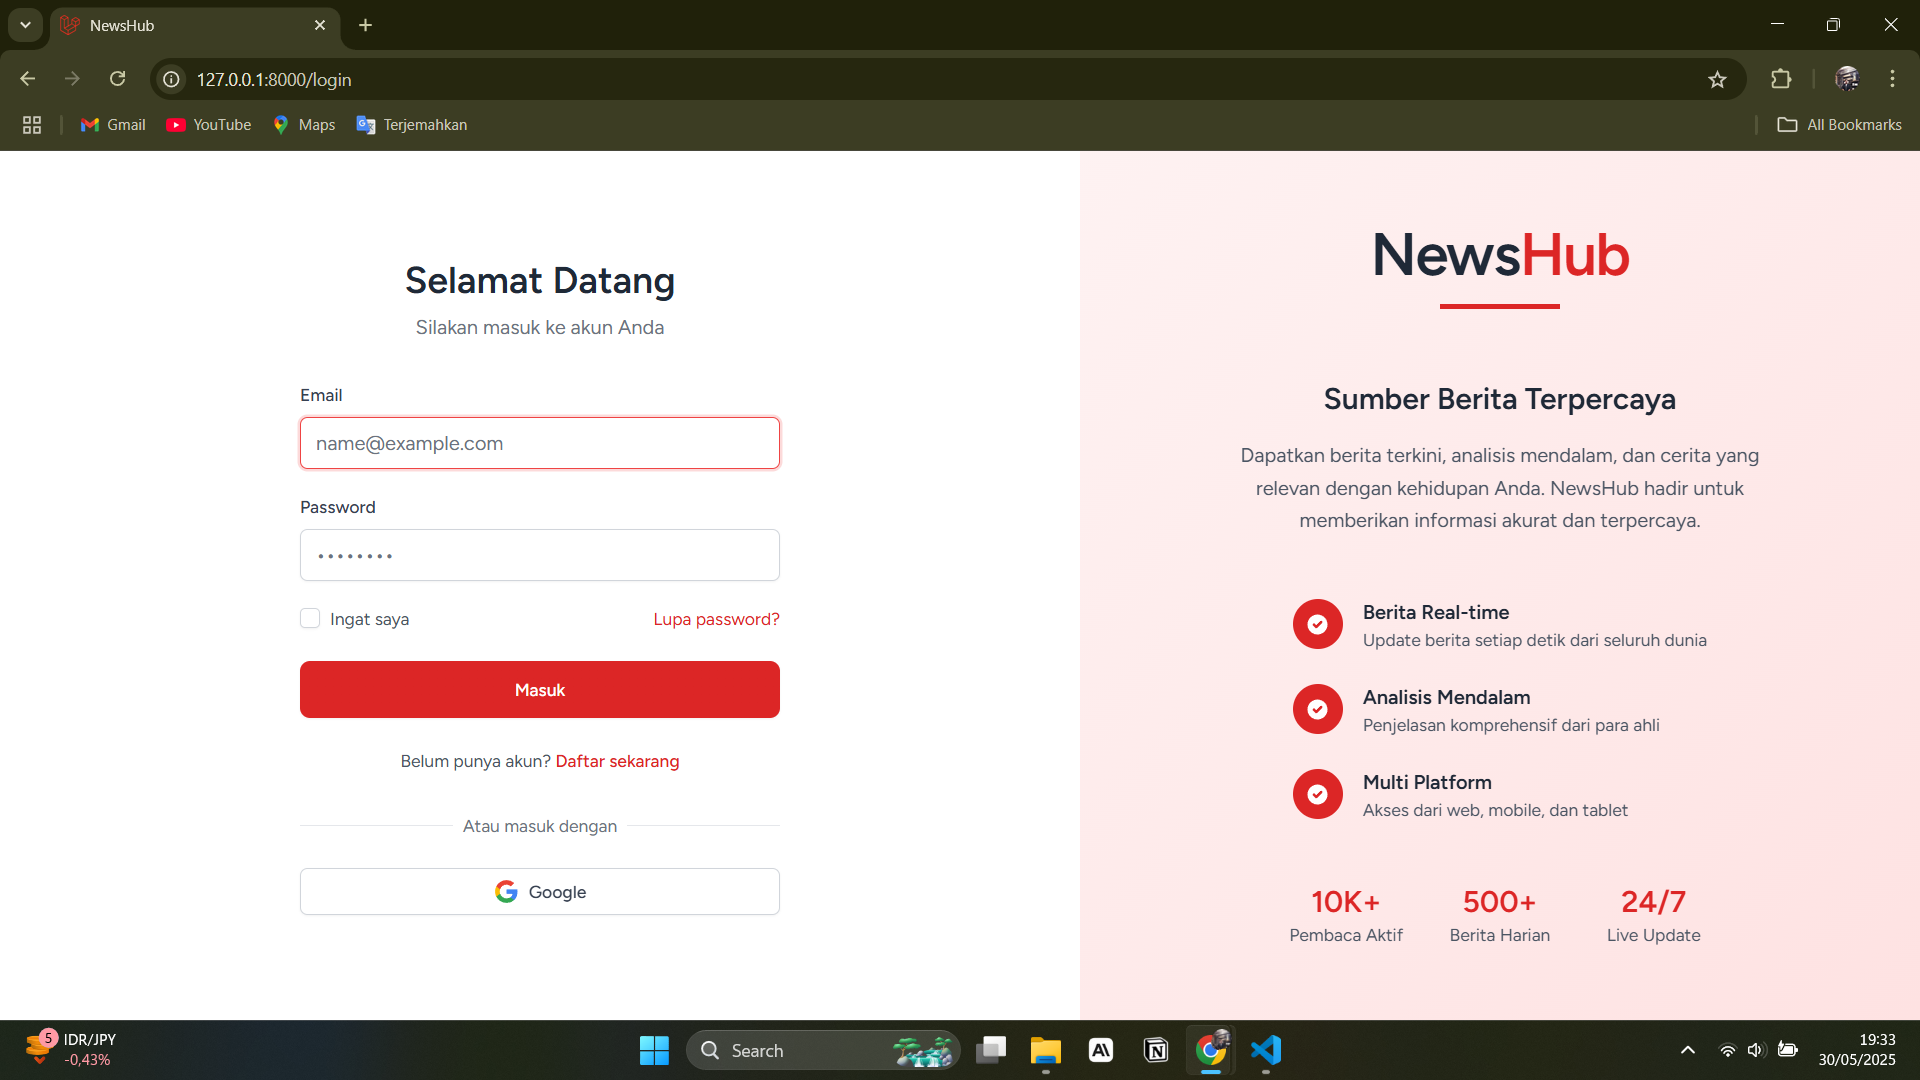 NewsHub
127.0.0.1:8000/login
Gmail
YouTube
Maps
Terjemahkan
All Bookmarks
Selamat Datang
Silakan masuk ke akun Anda
Email
name@example.com
Password
••••••••
Ingat saya
Lupa password?
Masuk
Belum punya akun? Daftar sekarang
Atau masuk dengan
Google
NewsHub
Sumber Berita Terpercaya
Dapatkan berita terkini, analisis mendalam, dan cerita yang
relevan dengan kehidupan Anda. NewsHub hadir untuk
memberikan informasi akurat dan terpercaya.
Berita Real-time
Update berita setiap detik dari seluruh dunia
Analisis Mendalam
Penjelasan komprehensif dari para ahli
Multi Platform
Akses dari web, mobile, dan tablet
10K+
Pembaca Aktif
500+
Berita Harian
24/7
Live Update
5
IDR/JPY
-0,43%
Search
19:33
30/05/2025